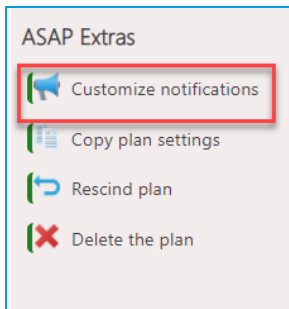 ASAP Extras
Customize notifications
Copy plan settings
Rescind plan
Delete the plan